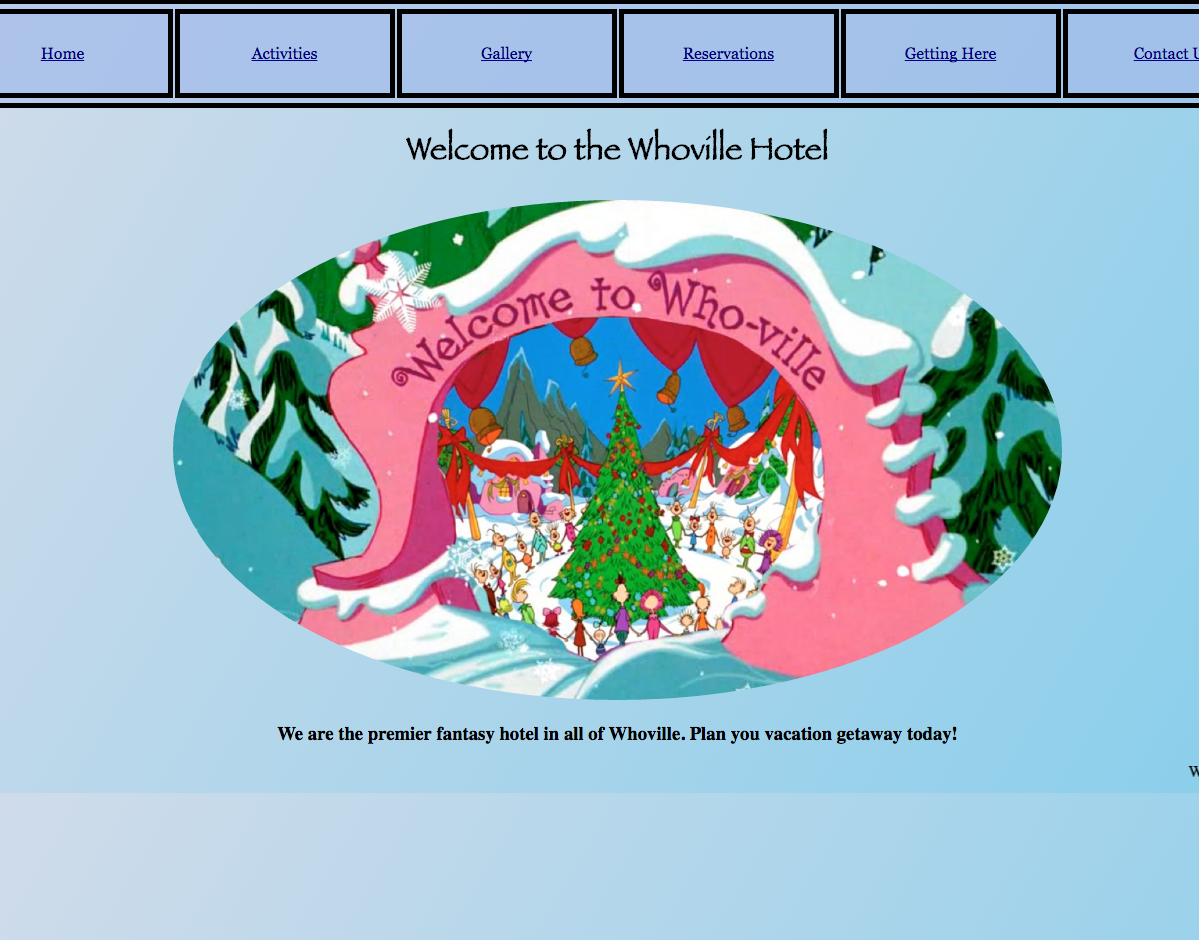 Home Activities Gallery Reservations Getting Here Contact U
Welcome to the Whoville Hotel
Welcome to Who-ville
We are the premier fantasy hotel in all of Whoville. Plan you vacation getaway today!
W